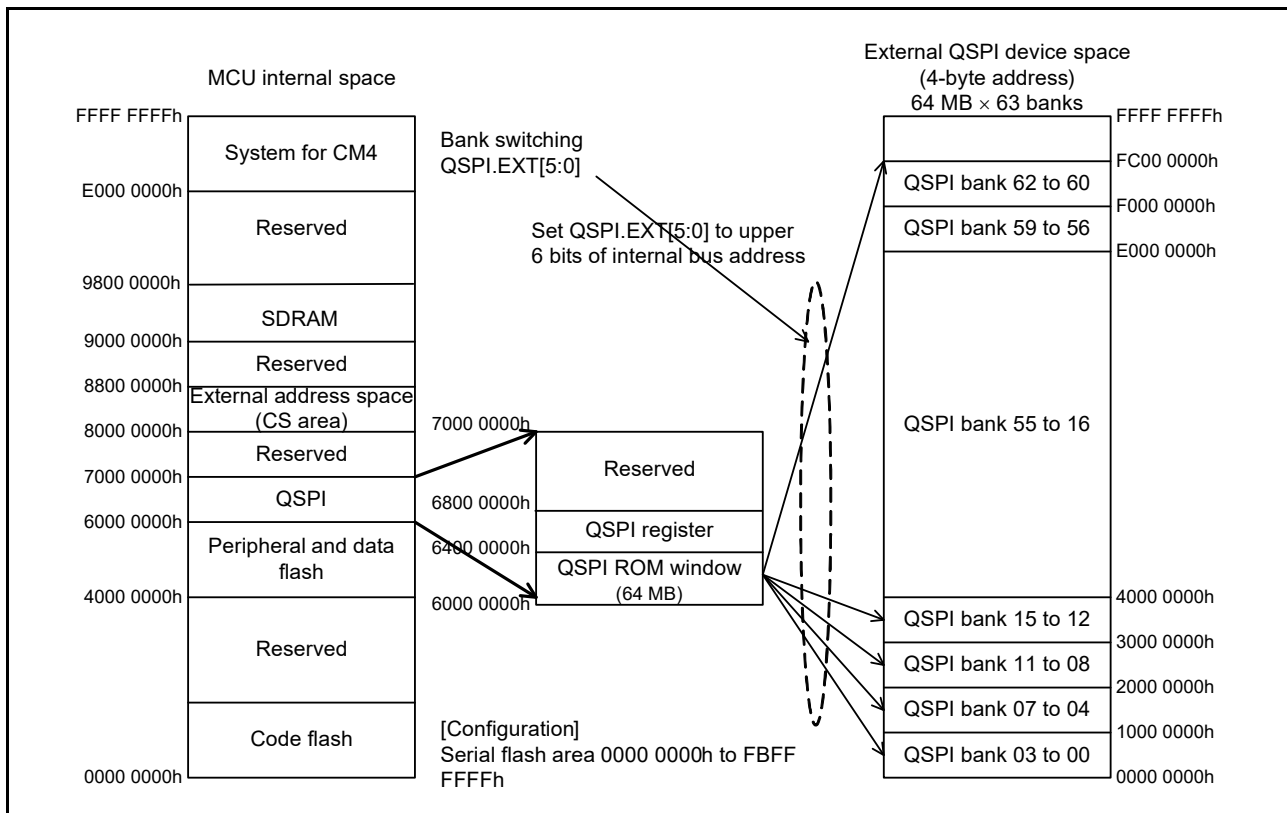 MCU internal space
FFFF FFFFh
System for CM4
E000 0000h
Reserved
9800 0000h
SDRAM
9000 0000h
Reserved
8800 0000h
External address space
(CS area)
8000 0000h
Reserved
7000 0000h
QSPI
6000 0000h
Peripheral and data
flash
4000 0000h
Reserved
Code flash
0000 0000h
Bank switching
QSPI.EXT[5:0]
Set QSPI.EXT[5:0] to upper
6 bits of internal bus address
7000 0000h
Reserved
6800 0000h
QSPI register
6400 0000h
QSPI ROM window
(64 MB)
6000 0000h
[Configuration]
Serial flash area 0000 0000h to FBFF
FFFFh
External QSPI device space
(4-byte address)
64 MB × 63 banks
FFFF FFFFh
FC00 0000h
QSPI bank 62 to 60
F000 0000h
QSPI bank 59 to 56
E000 0000h
QSPI bank 55 to 16
4000 0000h
QSPI bank 15 to 12
3000 0000h
QSPI bank 11 to 08
2000 0000h
QSPI bank 07 to 04
1000 0000h
QSPI bank 03 to 00
0000 0000h